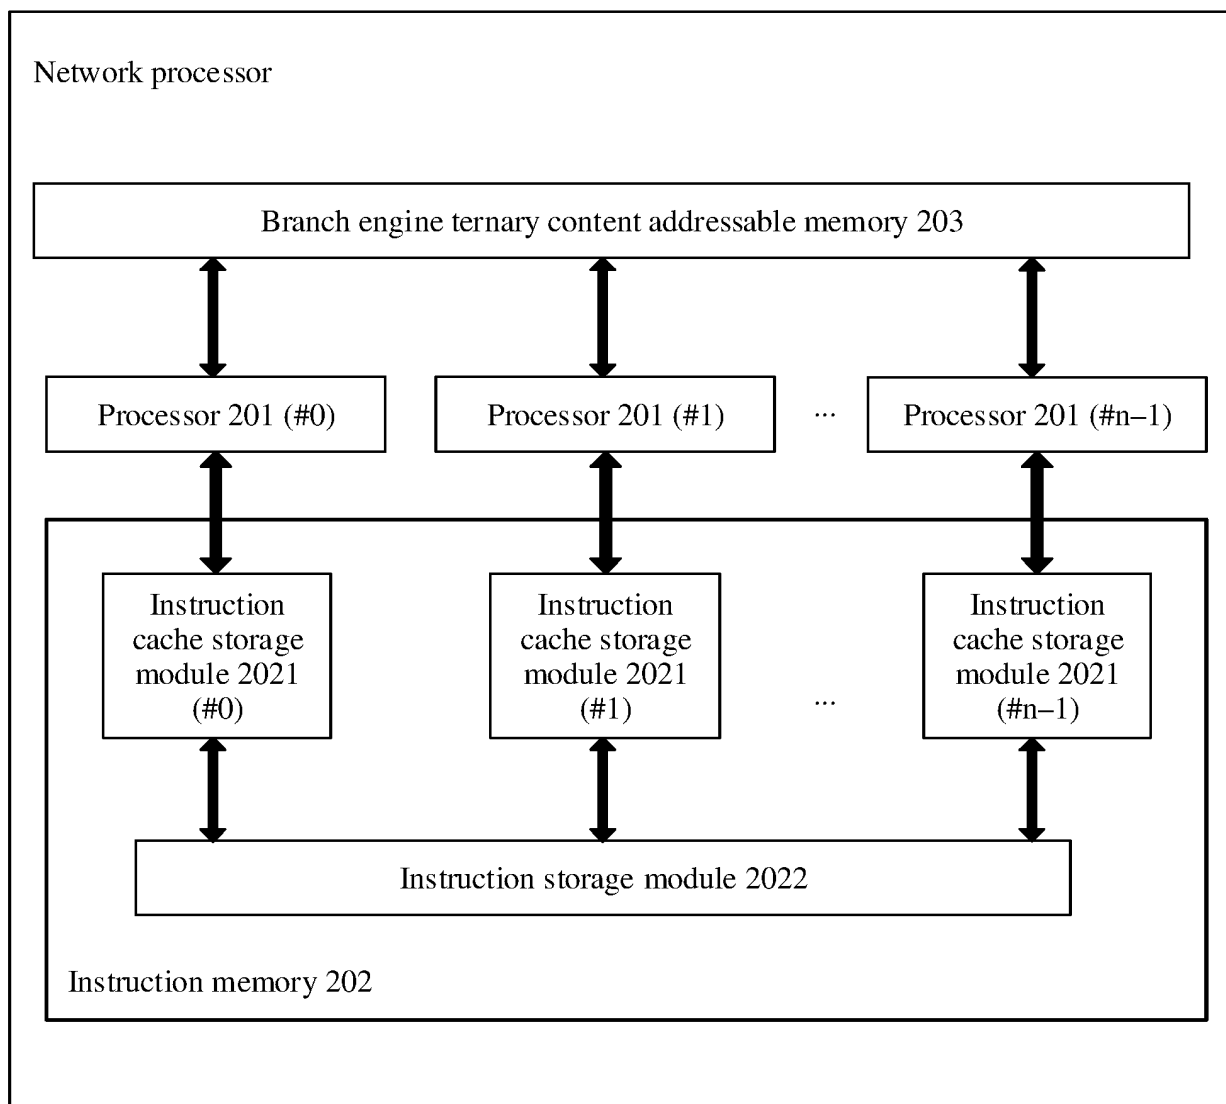 Network processor
Branch engine ternary content addressable memory 203
Processor 201 (#0)
Processor 201 (#1)
...
Processor 201 (#n–1)
Instruction
cache storage
module 2021
(#0)
Instruction
cache storage
module 2021
(#1)
...
Instruction
cache storage
module 2021
(#n–1)
Instruction storage module 2022
Instruction memory 202